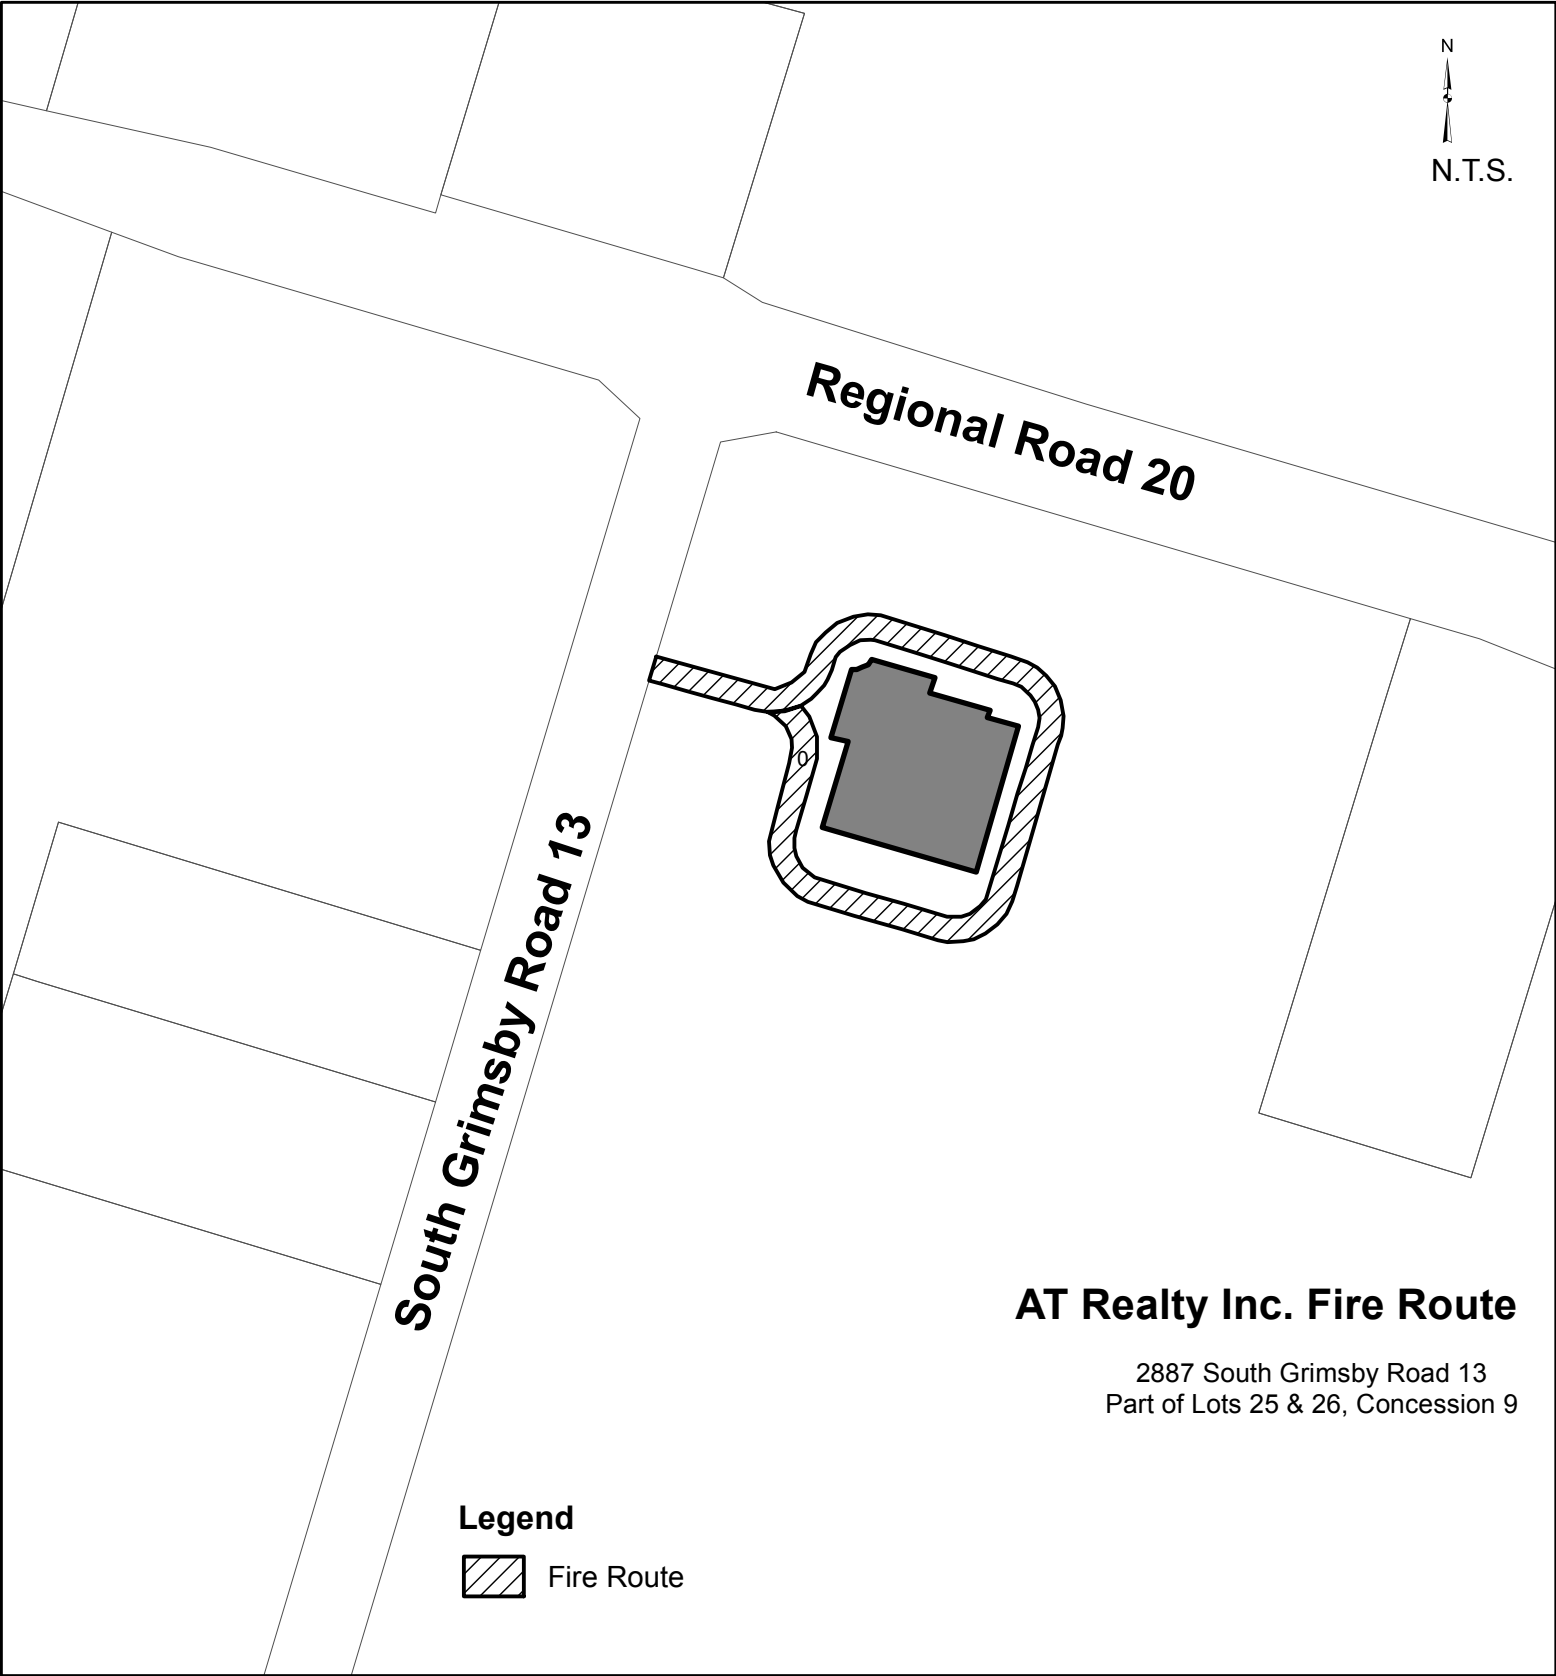 N
N.T.S.
Regional Road 20
0
South Grimsby Road 13
AT Realty Inc. Fire Route
2887 South Grimsby Road 13
Part of Lots 25 & 26, Concession 9
Legend
Fire Route